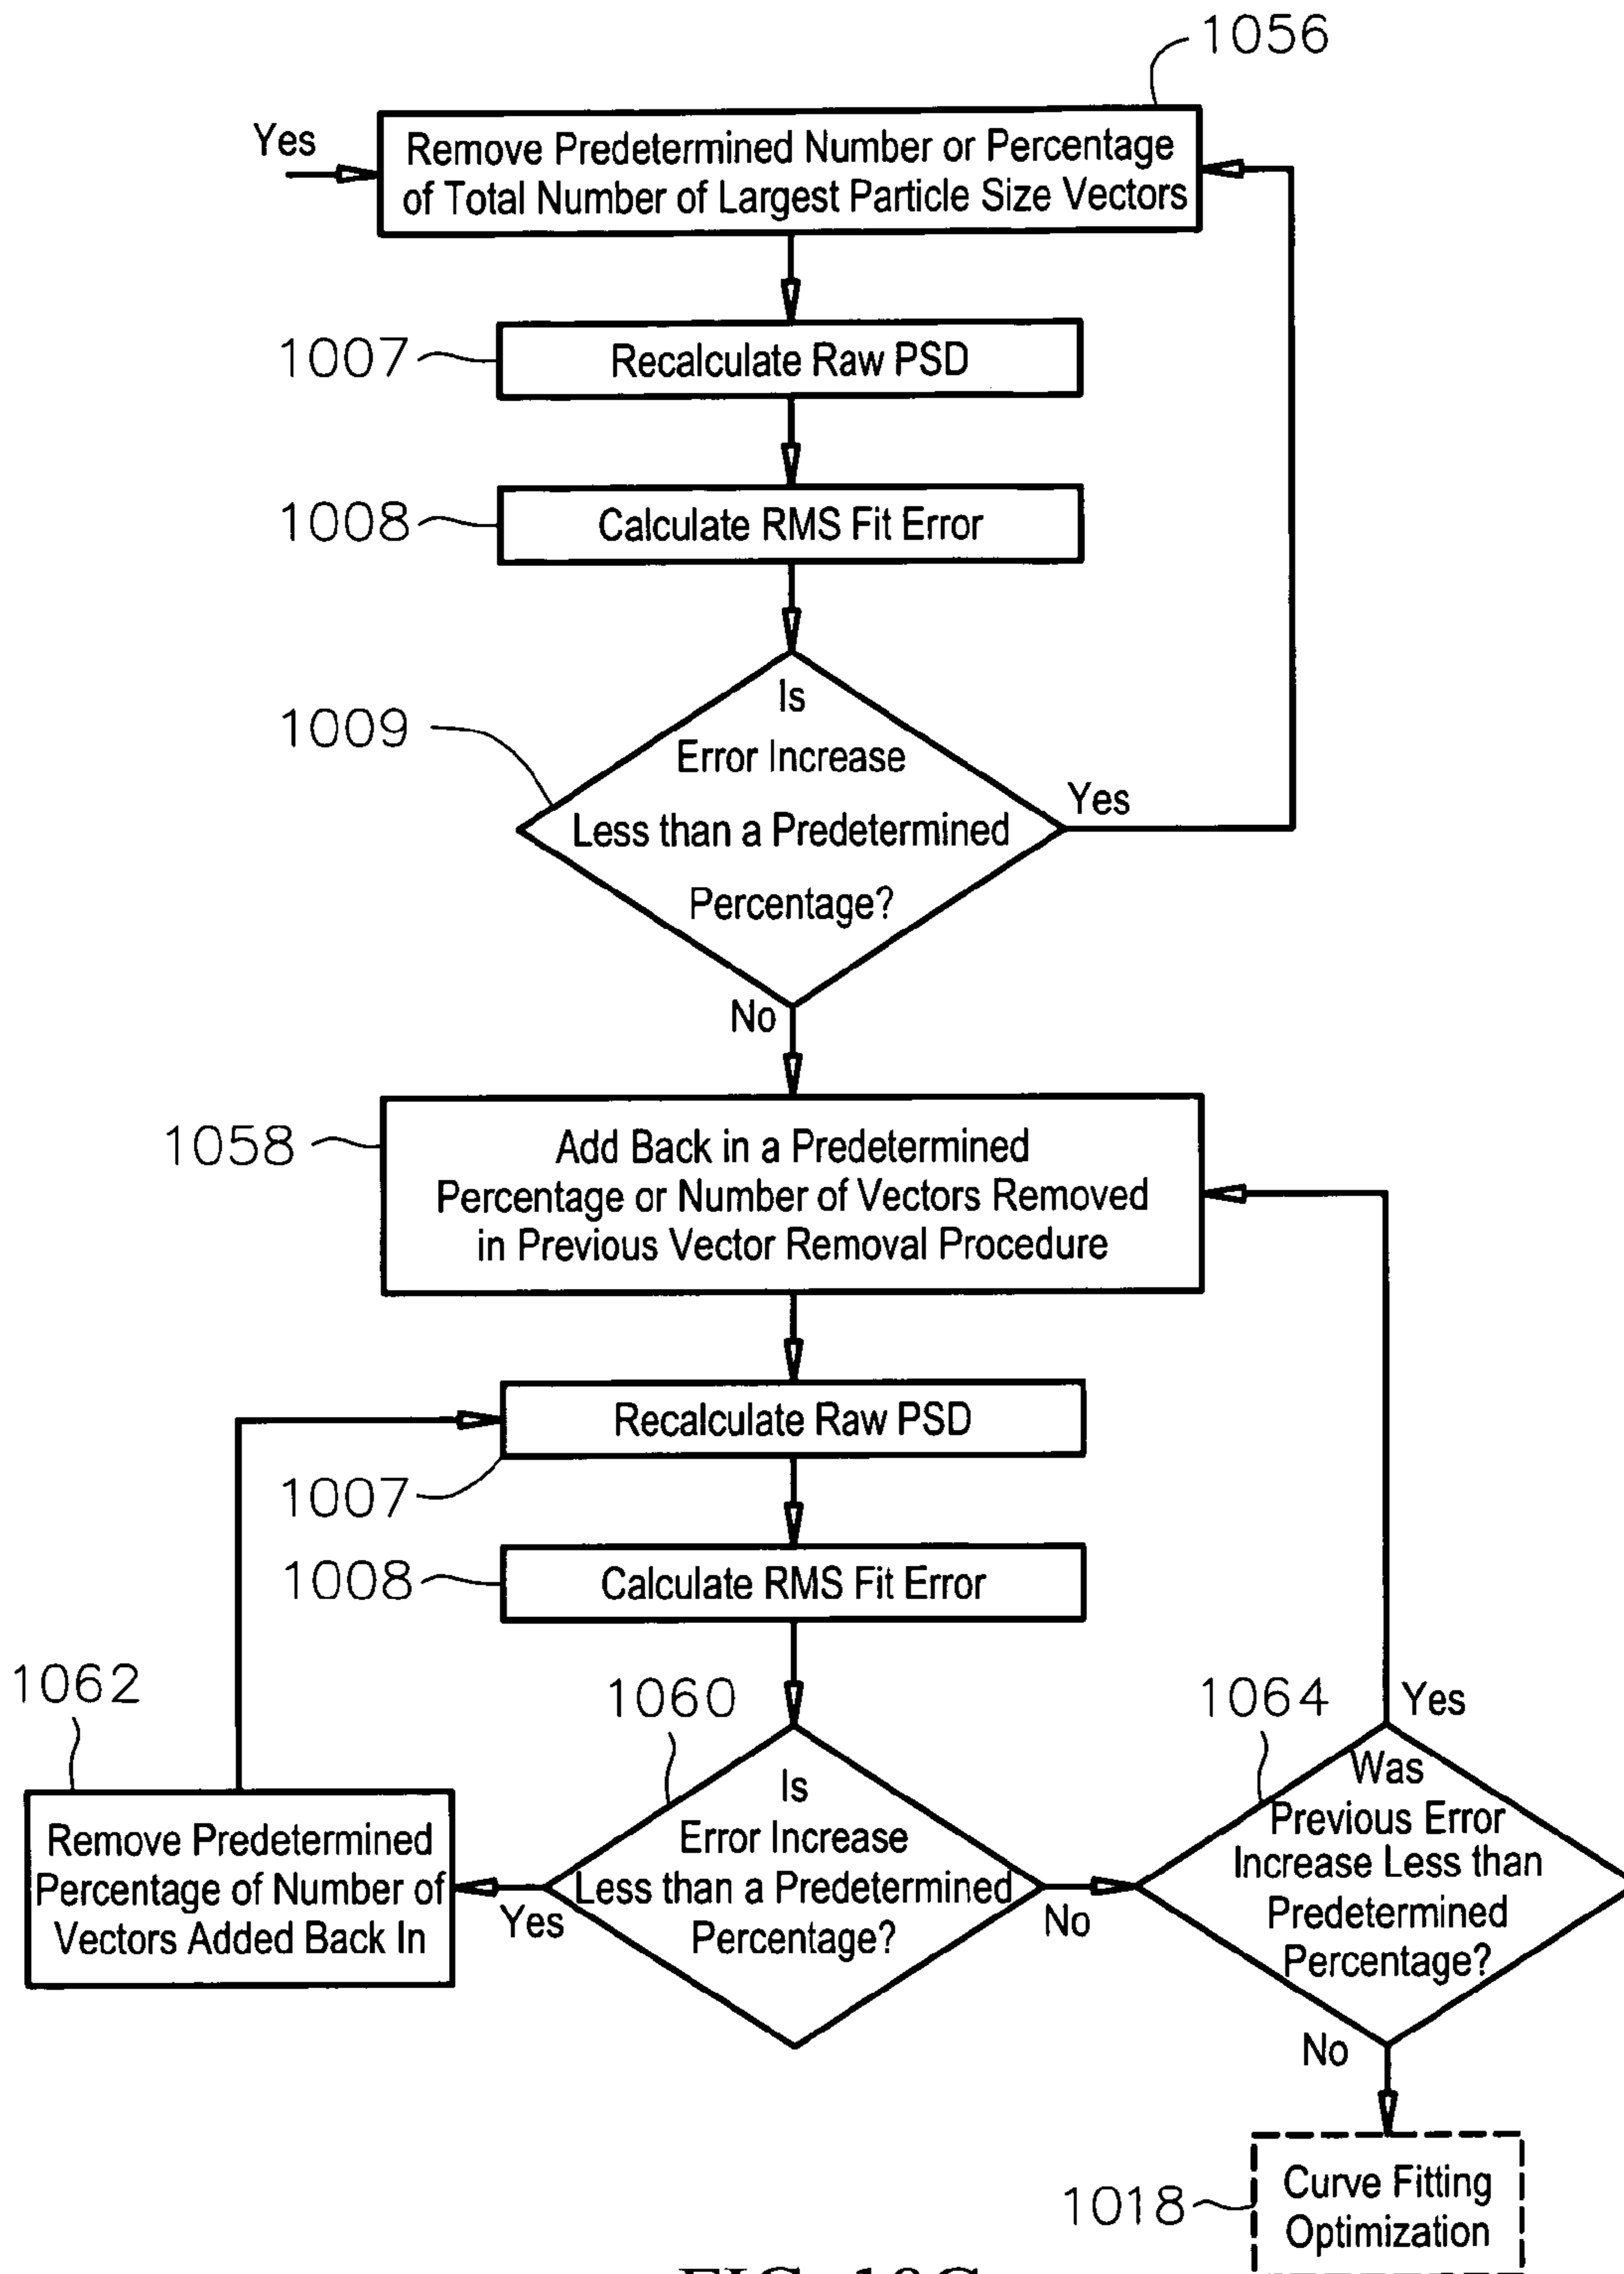 1056
Yes
Remove Predetermined Number or Percentage
of Total Number of Largest Particle Size Vectors
1007
Recalculate Raw PSD
1008
Calculate RMS Fit Error
1009
Is
Error Increase
Less than a Predetermined
Percentage?
Yes
No
1058
Add Back in a Predetermined
Percentage or Number of Vectors Removed
in Previous Vector Removal Procedure
Recalculate Raw PSD
1007
1008
Calculate RMS Fit Error
1062
Remove Predetermined
Percentage of Number of
Vectors Added Back In
1060
Is
Error Increase
Less than a Predetermined
Percentage?
Yes
No
1064
Yes
Was
Previous Error
Increase Less than
Predetermined
Percentage?
No
1018
Curve Fitting
Optimization